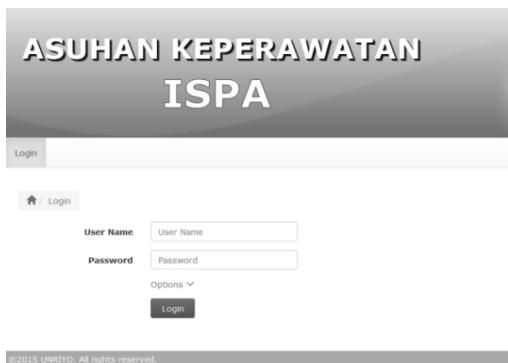 ASUHAN KEPERAWATAN
ISPA
Login
/ Login
User Name User Name
Password Password
Options
Login
©2015 UNRIYO. All rights reserved.